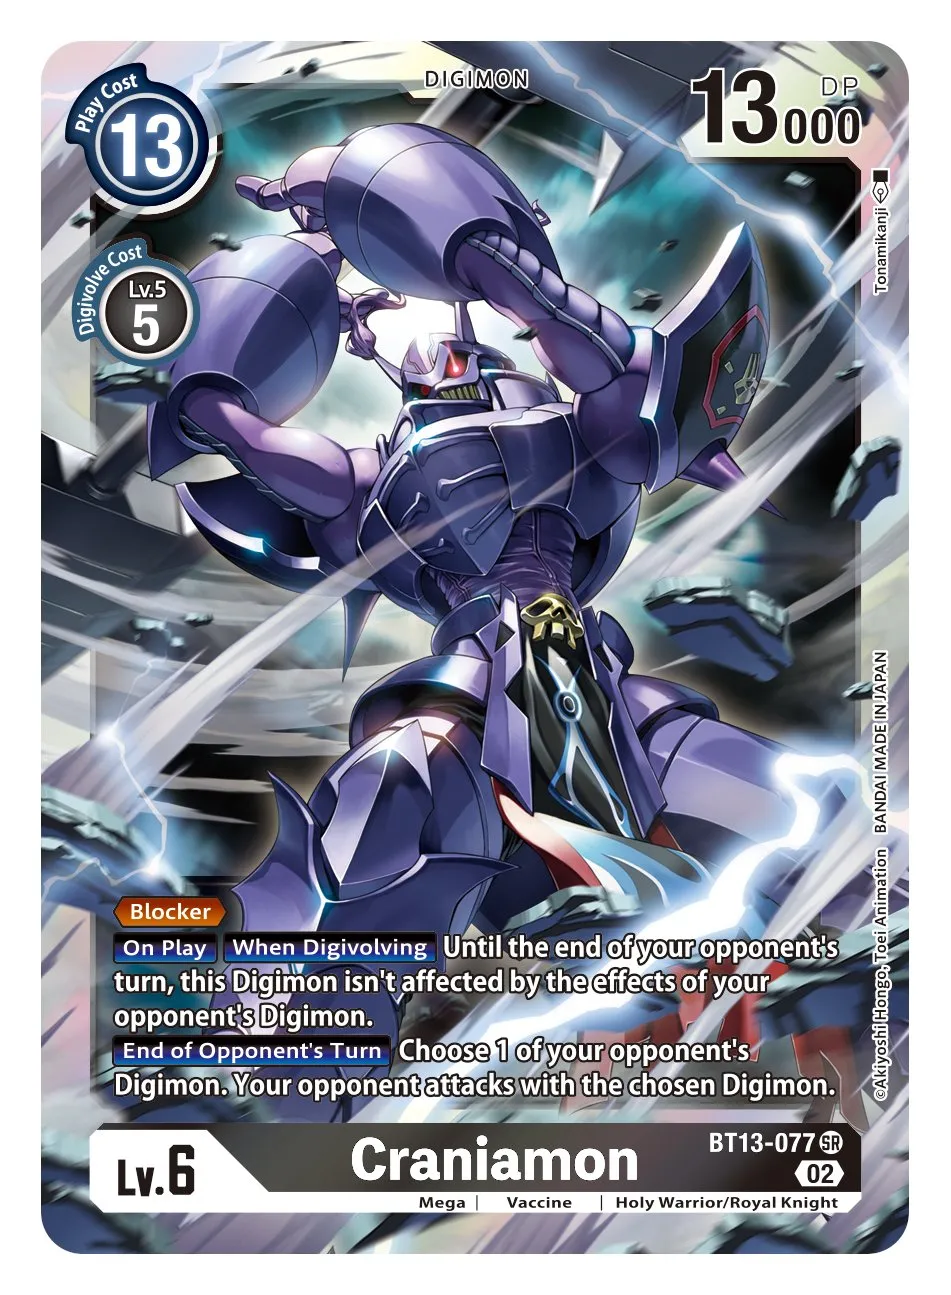 DIGIMON
Play Cost
13
13000
DP
Digivolve Cost
Lv.5
5
Tonamikanji
Blocker
On Play When Digivolving Until the end of your opponent's
turn, this Digimon isn't affected by the effects of your
opponent's Digimon.
End of Opponent's Turn Choose 1 of your opponent's
Digimon. Your opponent attacks with the chosen Digimon.
©Akiyoshi Hongo, Toei Animation BANDAI MADE IN JAPAN
Lv.6
Craniamon
BT13-077 SR
02
Mega | Vaccine | Holy Warrior/Royal Knight